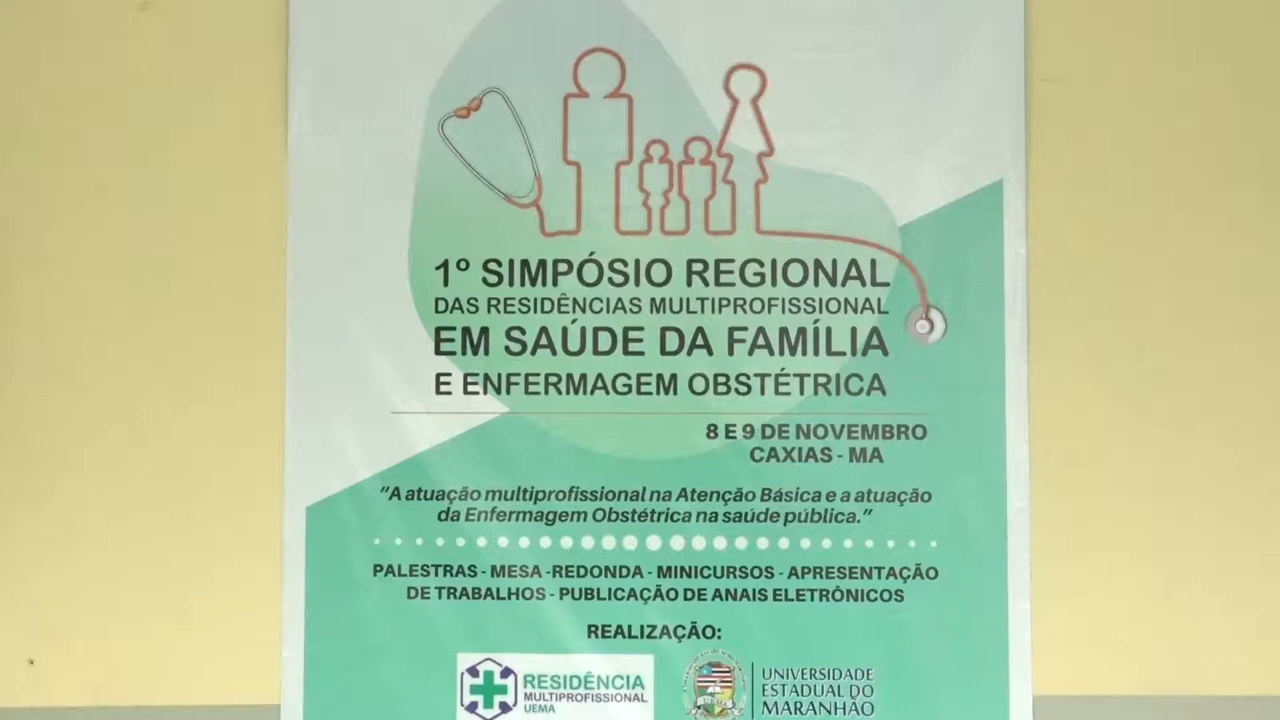 1º SIMPÓSIO REGIONAL
DAS RESIDÊNCIAS MULTIPROFISSIONAL
EM SAÚDE DA FAMÍLIA
E ENFERMAGEM OBSTÉTRICA
8 E 9 DE NOVEMBRO
CAXIAS - MA
"A atuação multiprofissional na Atenção Básica e a atuação
da Enfermagem Obstétrica na saúde pública."
PALESTRAS - MESA -REDONDA - MINICURSOS - APRESENTAÇÃO
DE TRABALHOS - PUBLICAÇÃO DE ANAIS ELETRÔNICOS
REALIZAÇÃO:
RESIDÊNCIA
MULTIPROFISSIONAL
UEMA
UNIVERSIDADE
ESTADUAL DO
MARANHÃO